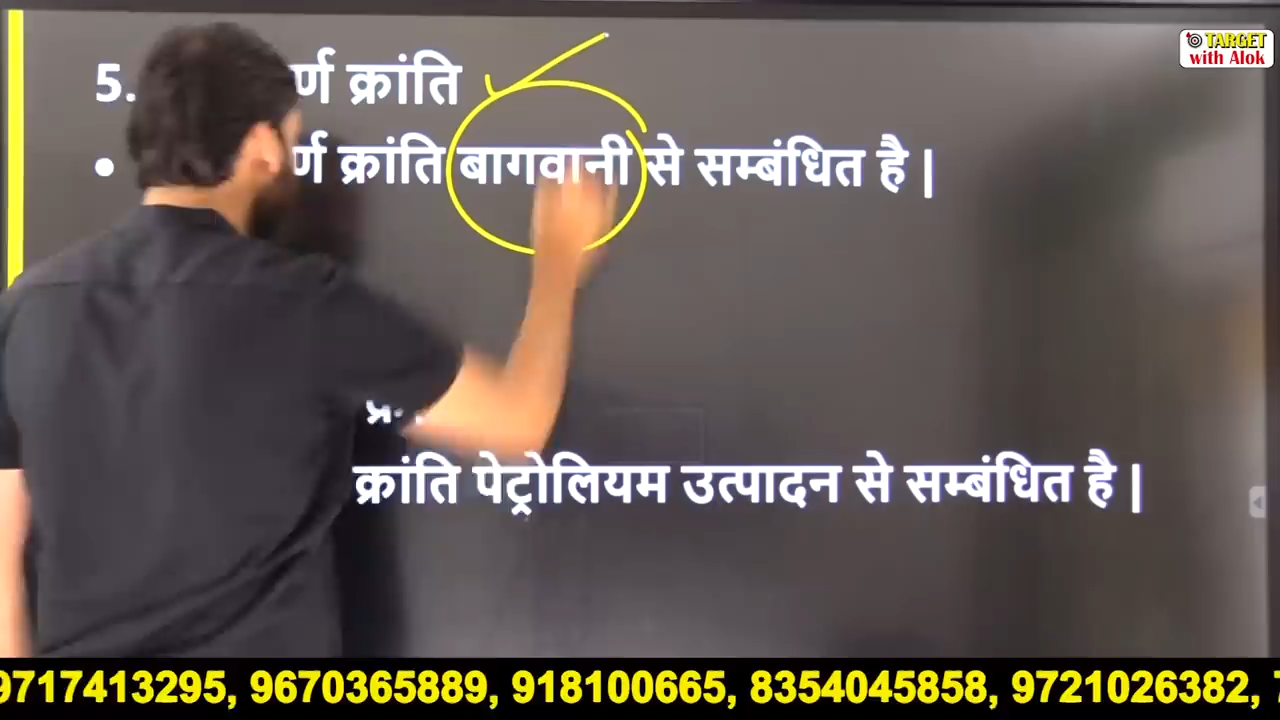 TARGET
with Alok
5. र्ण क्रांति
• र्ण क्रांति बागवानी से सम्बंधित है |
क्रांति पेट्रोलियम उत्पादन से सम्बंधित है |
9717413295, 9670365889, 918100665, 8354045858, 9721026382,